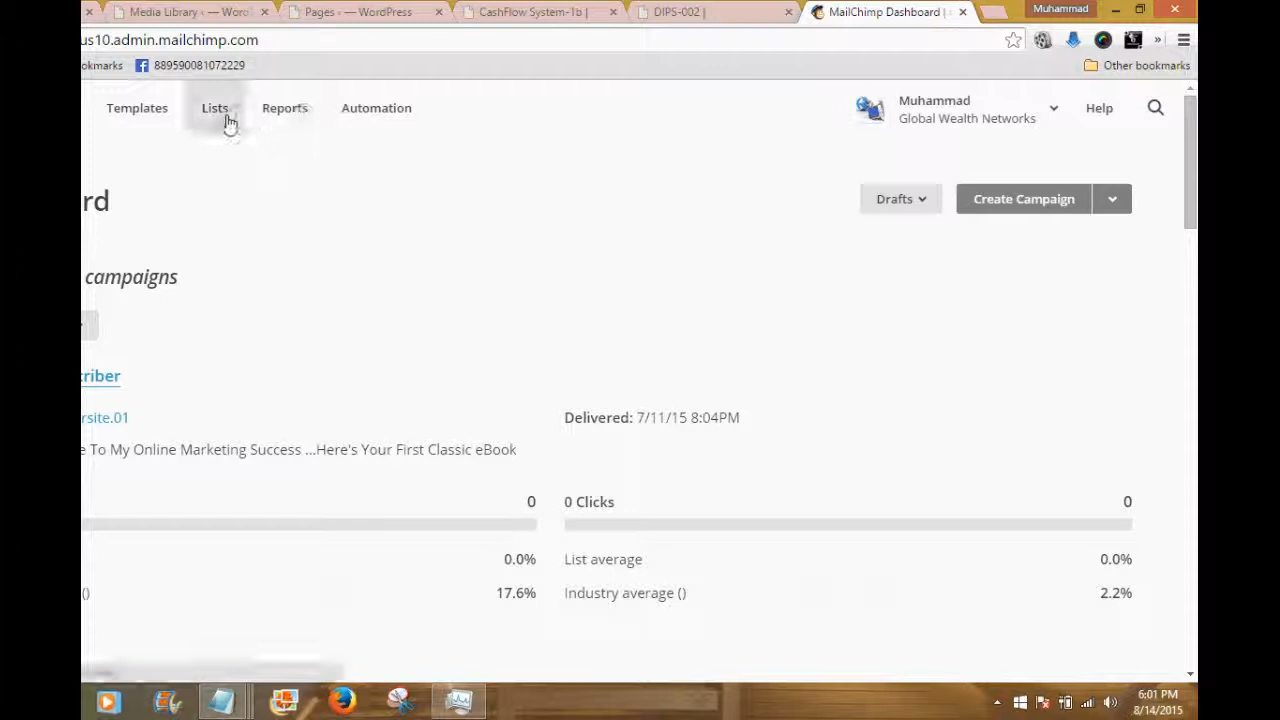 Media Library ‹ — Wor
Pages ‹ — WordPress
CashFlow System-1b |
DIPS-002 |
MailChimp Dashboard |
Muhammad
us10.admin.mailchimp.com
okmarks
889590081072229
Other bookmarks
Templates
Lists
Reports
Automation
Muhammad
Global Wealth Networks
Help
rd
Drafts
Create Campaign
campaigns
criber
rsite.01
Delivered: 7/11/15 8:04PM
e To My Online Marketing Success ...Here's Your First Classic eBook
0
0 Clicks
0
0.0%
List average
0.0%
()
17.6%
Industry average ()
2.2%
6:01 PM
8/14/2015